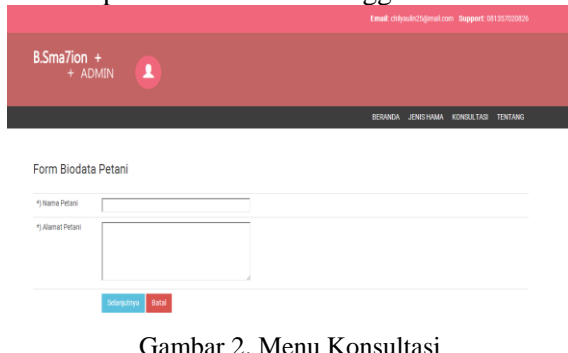 Email: chilyaulin25@mail.com Support: 081357020826
B.Sma7ion +
+ ADMIN
BERANDA JENIS HAMA KONSULTASI TENTANG
Form Biodata Petani
*) Nama Petani
*) Alamat Petani
Selanjutnya Batal
Gambar 2. Menu Konsultasi